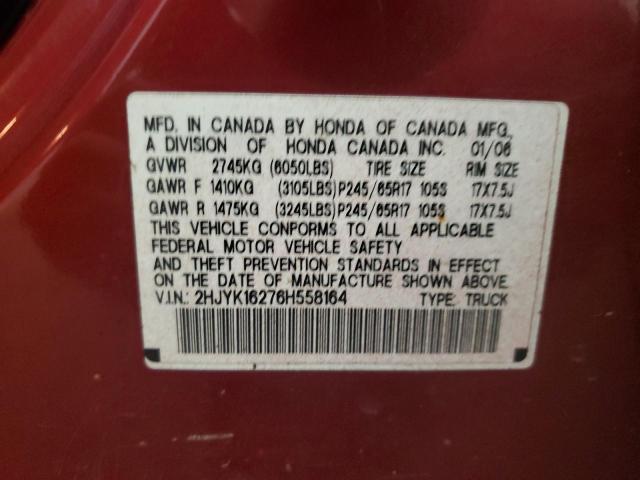 MFD. IN CANADA BY HONDA OF CANADA MFG.,
A DIVISION OF HONDA CANADA INC. 01/06
GVWR 2745KG (6050LBS) TIRE SIZE RIM SIZE
GAWR F 1410KG (3105LBS)P245/65R17 105S 17X7.5J
GAWR R 1475KG (3245LBS)P245/65R17 105S 17X7.5J
THIS VEHICLE CONFORMS TO ALL APPLICABLE
FEDERAL MOTOR VEHICLE SAFETY
AND THEFT PREVENTION STANDARDS IN EFFECT
ON THE DATE OF MANUFACTURE SHOWN ABOVE.
V.I.N.: 2HJYK16276H558164 TYPE: TRUCK